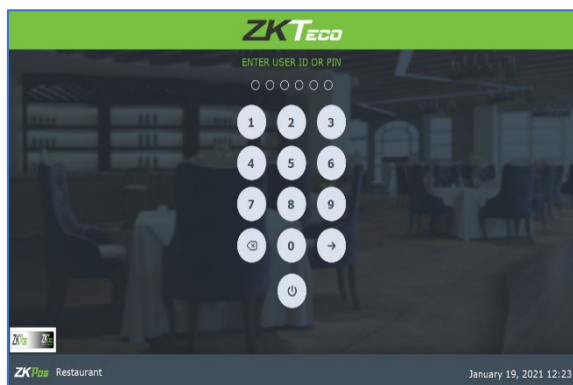 ZKTECO
ENTER USER ID OR PIN
1 2 3
4 5 6
7 8 9
0
ZKPos Restaurant
January 19, 2021 12:23